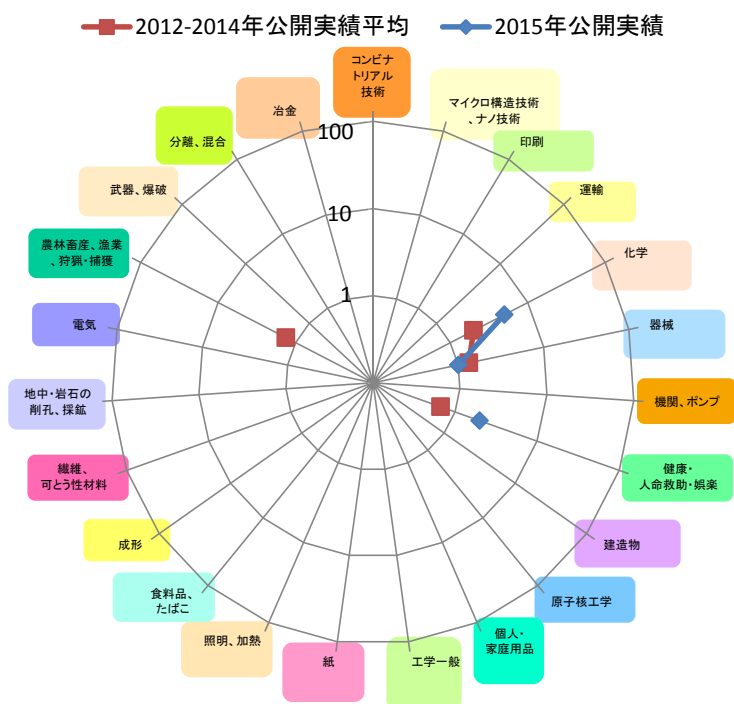 2012-2014年公開実績平均
2015年公開実績
コンビナ
トリアル
技術
マイクロ構造技術
、ナノ技術
印刷
運輸
化学
器械
機関、ポンプ
健康・
人命救助・娯楽
建造物
原子核工学
個人・
家庭用品
工学一般
紙
照明、加熱
食料品、
たばこ
成形
繊維、
可とう性材料
地中・岩石の
削孔、採鉱
電気
農林畜産、漁業
、狩猟・捕獲
武器、爆破
分離、混合
冶金
100
10
1